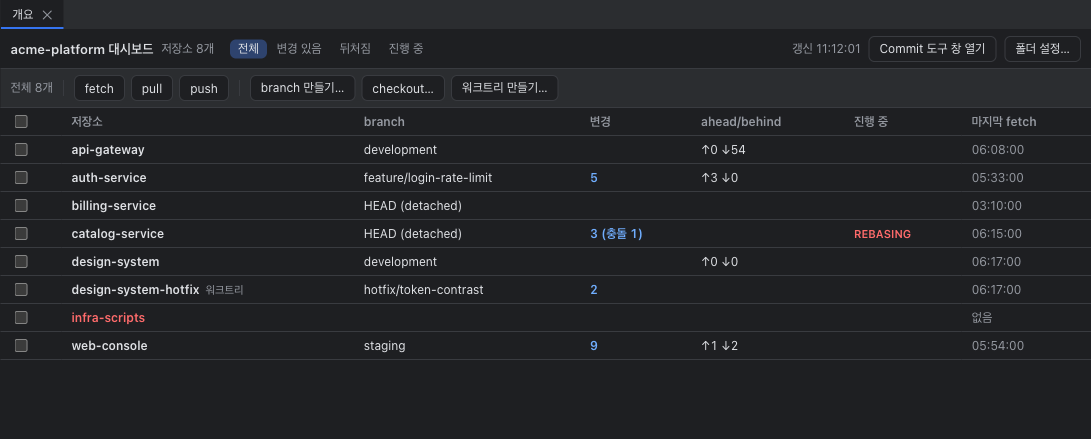 개요
acme-platform 대시보드 저장소 8개 전체 변경 있음 뒤처짐 진행 중 갱신 11:12:01 Commit 도구 창 열기 폴더 설정...
전체 8개 fetch pull push branch 만들기... checkout... 워크트리 만들기...
저장소 branch 변경 ahead/behind 진행 중 마지막 fetch
api-gateway development ↑0 ↓54 06:08:00
auth-service feature/login-rate-limit 5 ↑3 ↓0 05:33:00
billing-service HEAD (detached) 03:10:00
catalog-service HEAD (detached) 3 (충돌 1) REBASING 06:15:00
design-system development ↑0 ↓0 06:17:00
design-system-hotfix 워크트리 hotfix/token-contrast 2 06:17:00
infra-scripts 없음
web-console staging 9 ↑1 ↓2 05:54:00